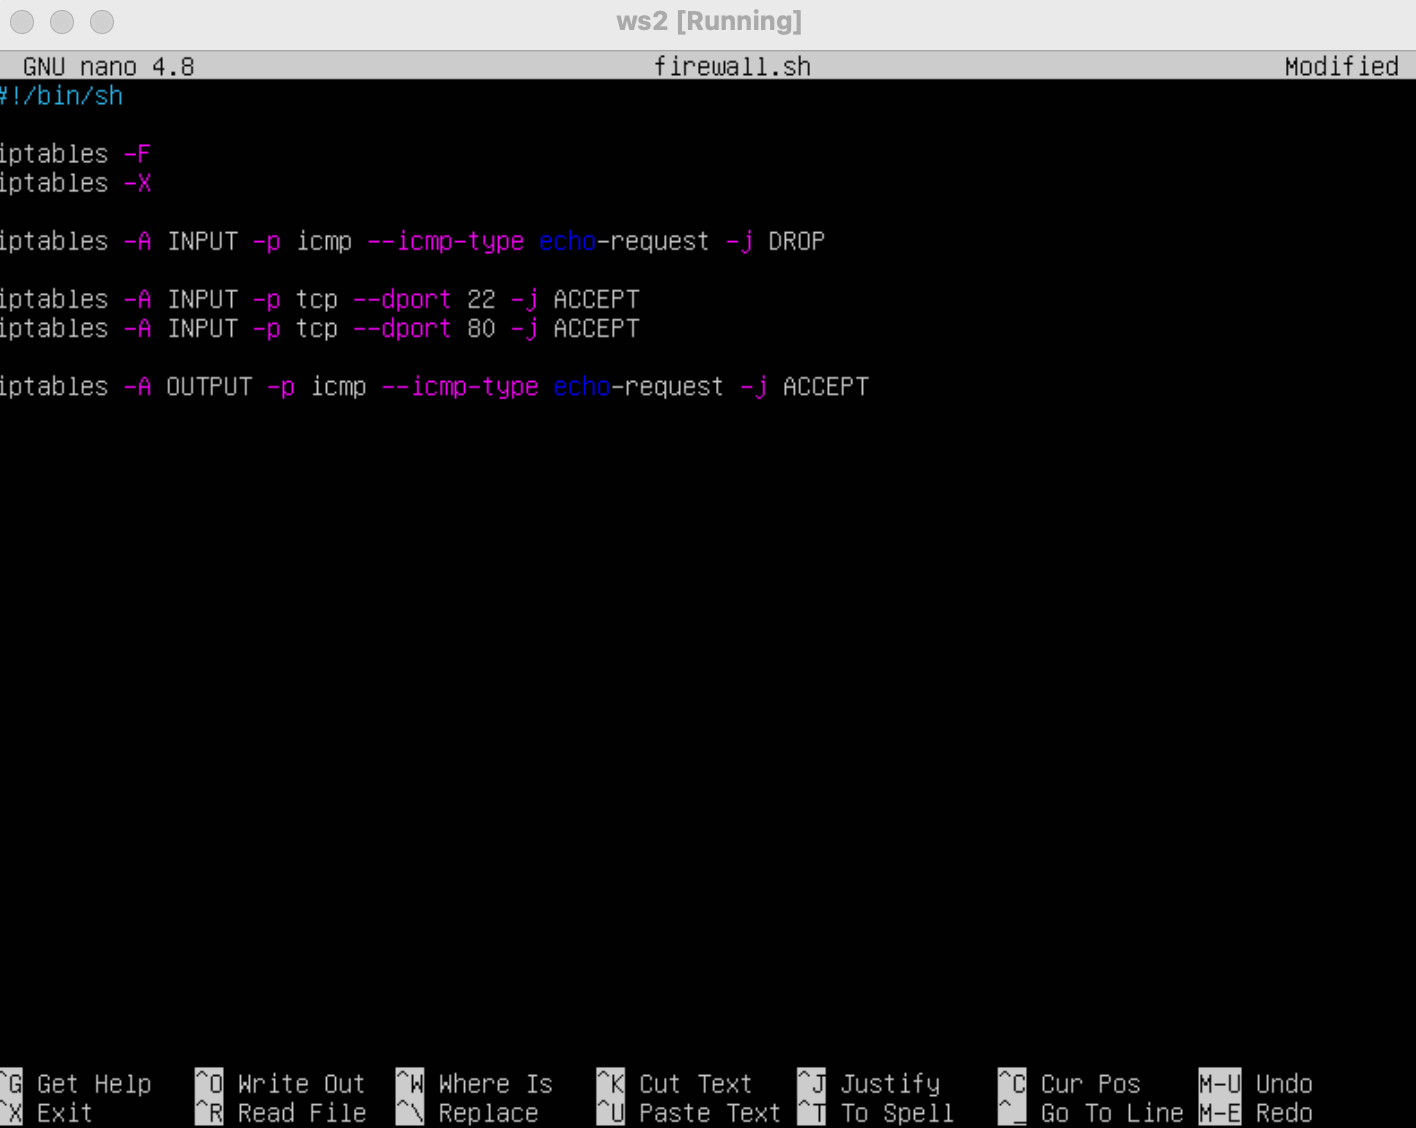 ws2 [Running]
GNU nano 4.8 firewall.sh Modified
#!/bin/sh
iptables -F
iptables -X
iptables -A INPUT -p icmp --icmp-type echo-request -j DROP
iptables -A INPUT -p tcp --dport 22 -j ACCEPT
iptables -A INPUT -p tcp --dport 80 -j ACCEPT
iptables -A OUTPUT -p icmp --icmp-type echo-request -j ACCEPT
^G Get Help ^O Write Out ^W Where Is ^K Cut Text ^J Justify ^C Cur Pos M-U Undo
^X Exit ^R Read File ^\ Replace ^U Paste Text ^T To Spell ^_ Go To Line M-E Redo